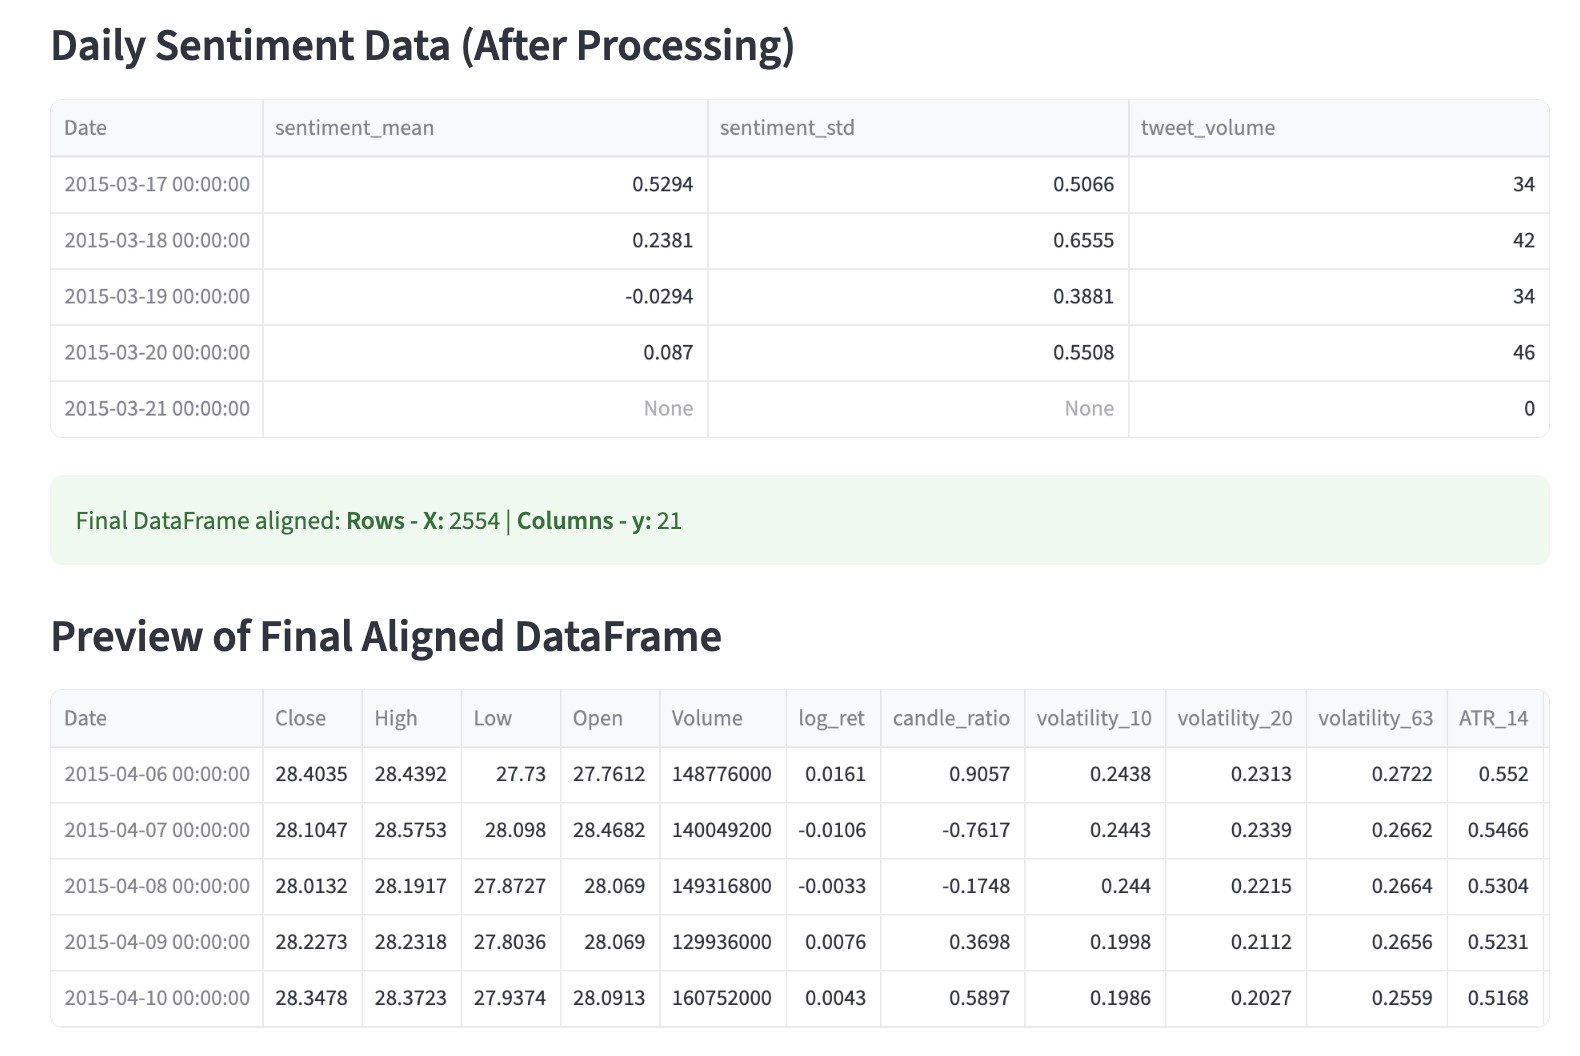 Daily Sentiment Data (After Processing)
Date sentiment_mean sentiment_std tweet_volume
2015-03-17 00:00:00 0.5294 0.5066 34
2015-03-18 00:00:00 0.2381 0.6555 42
2015-03-19 00:00:00 -0.0294 0.3881 34
2015-03-20 00:00:00 0.087 0.5508 46
2015-03-21 00:00:00 None None 0
Final DataFrame aligned: Rows - X: 2554 | Columns - y: 21
Preview of Final Aligned DataFrame
Date Close High Low Open Volume log_ret candle_ratio volatility_10 volatility_20 volatility_63 ATR_14
2015-04-06 00:00:00 28.4035 28.4392 27.73 27.7612 148776000 0.0161 0.9057 0.2438 0.2313 0.2722 0.552
2015-04-07 00:00:00 28.1047 28.5753 28.098 28.4682 140049200 -0.0106 -0.7617 0.2443 0.2339 0.2662 0.5466
2015-04-08 00:00:00 28.0132 28.1917 27.8727 28.069 149316800 -0.0033 -0.1748 0.244 0.2215 0.2664 0.5304
2015-04-09 00:00:00 28.2273 28.2318 27.8036 28.069 129936000 0.0076 0.3698 0.1998 0.2112 0.2656 0.5231
2015-04-10 00:00:00 28.3478 28.3723 27.9374 28.0913 160752000 0.0043 0.5897 0.1986 0.2027 0.2559 0.5168